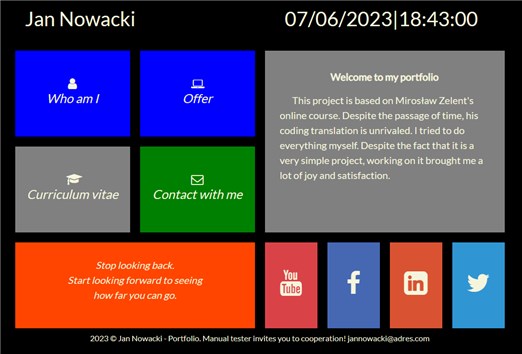 Jan Nowacki
07/06/2023|18:43:00
Who am I
Offer
Welcome to my portfolio
This project is based on Mirosław Zelent's
online course. Despite the passage of time, his
coding translation is unrivaled. I tried to do
everything myself. Despite the fact that it is a
very simple project, working on it brought me a
lot of joy and satisfaction.
Curriculum vitae
Contact with me
Stop looking back.
Start looking forward to seeing
how far you can go.
You
Tube
f
in
2023 © Jan Nowacki - Portfolio. Manual tester invites you to cooperation! jannowacki@adres.com